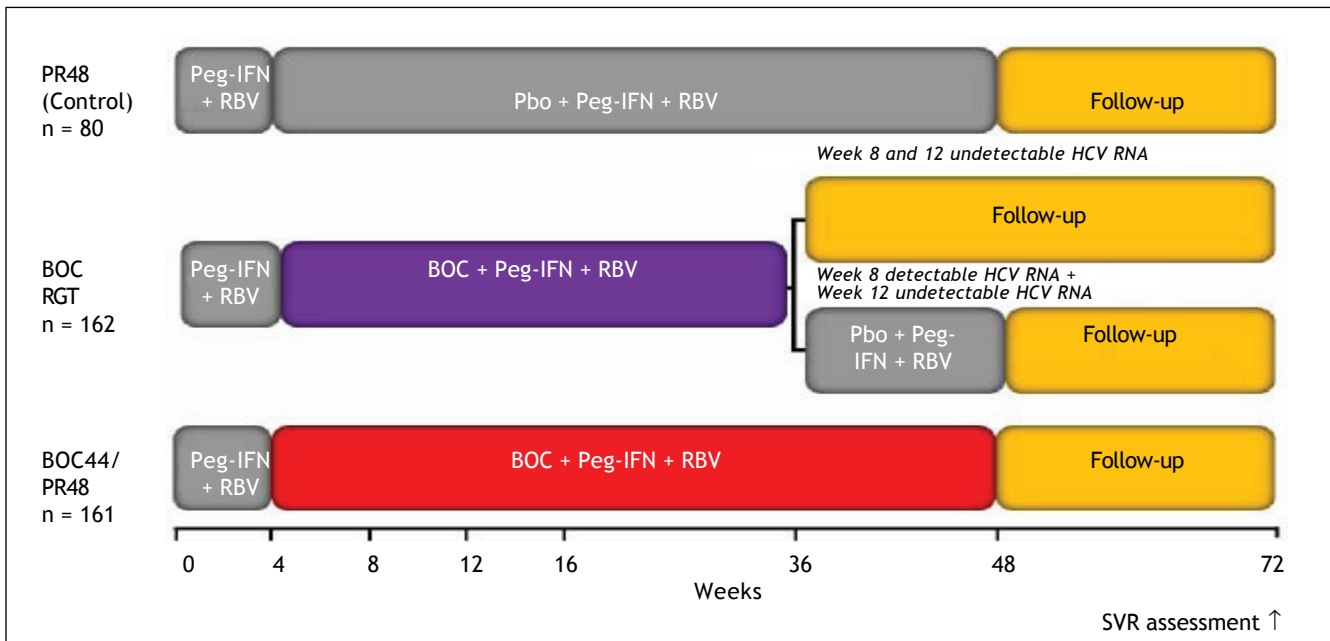 PR48
(Control)
n = 80
Peg-IFN
+ RBV
Pbo + Peg-IFN + RBV
Follow-up
Week 8 and 12 undetectable HCV RNA
Follow-up
BOC
RGT
n = 162
Peg-IFN
+ RBV
BOC + Peg-IFN + RBV
Week 8 detectable HCV RNA +
Week 12 undetectable HCV RNA
Pbo + Peg-
IFN + RBV
Follow-up
BOC44/
PR48
n = 161
Peg-IFN
+ RBV
BOC + Peg-IFN + RBV
Follow-up
0 4 8 12 16 36 48 72
Weeks
SVR assessment ↑